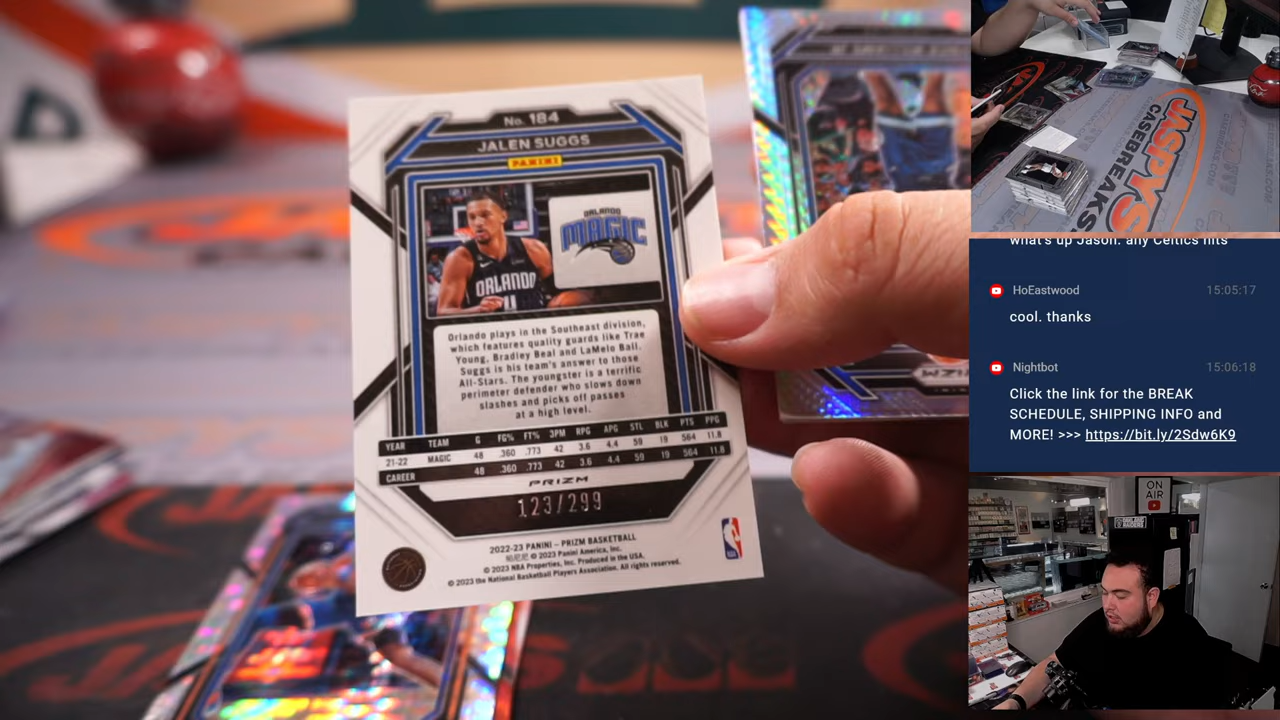 No. 184
JALEN SUGGS
PANINI
ORLANDO
MAGIC
ORLANDO
Orlando plays in the Southeast division,
which features quality guards like Trae
Young, Bradley Beal and LaMelo Ball.
Suggs is his team's answer to those
All-Stars. The youngster is a terrific
perimeter defender who slows down
slashes and picks off passes
at a high level.
YEAR TEAM G FG% FT% 3PM RPG APG STL BLK PTS PPG
21-22 MAGIC 48 .360 .773 42 3.6 4.4 59 19 564 11.8
CAREER 48 .360 .773 42 3.6 4.4 59 19 564 11.8
PRIZM
123/299
2022-23 PANINI – PRIZM BASKETBALL
© 2023 Panini America, Inc.
© 2023 NBA Properties, Inc. Produced in the USA.
© 2023 the National Basketball Players Association. All rights reserved.
JASPYS
CASEBREAKS
what's up Jason. any Celtics hits
HoEastwood 15:05:17
cool. thanks
Nightbot 15:06:18
Click the link for the BREAK
SCHEDULE, SHIPPING INFO and
MORE! >>> https://bit.ly/2Sdw6K9
ON
AIR